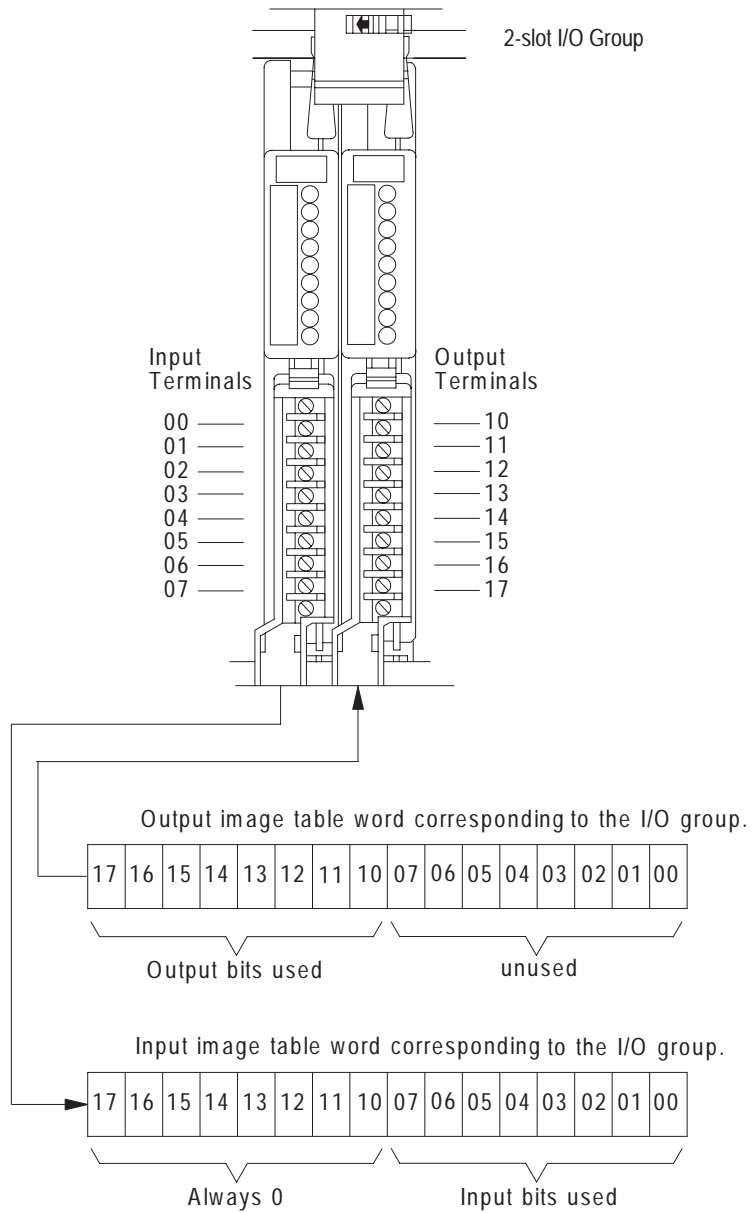 2-slot I/O Group
Input
Terminals
Output
Terminals
00
01
02
03
04
05
06
07
10
11
12
13
14
15
16
17
Output image table word corresponding to the I/O group.
17 16 15 14 13 12 11 10 07 06 05 04 03 02 01 00
Output bits used
unused
Input image table word corresponding to the I/O group.
17 16 15 14 13 12 11 10 07 06 05 04 03 02 01 00
Always 0
Input bits used